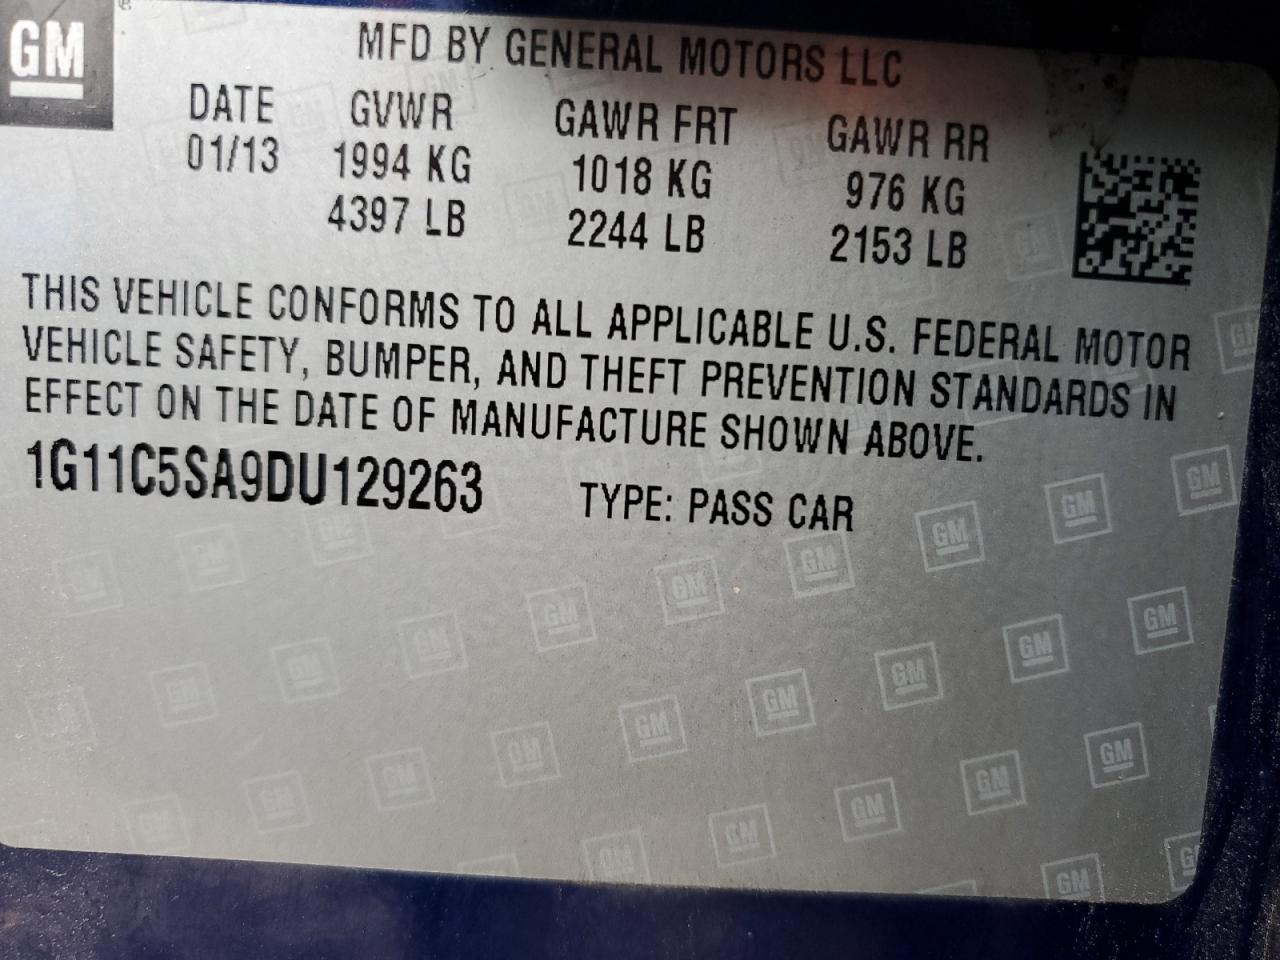 GM
MFD BY GENERAL MOTORS LLC
DATE GVWR GAWR FRT GAWR RR
01/13 1994 KG 1018 KG 976 KG
4397 LB 2244 LB 2153 LB
THIS VEHICLE CONFORMS TO ALL APPLICABLE U.S. FEDERAL MOTOR
VEHICLE SAFETY, BUMPER, AND THEFT PREVENTION STANDARDS IN
EFFECT ON THE DATE OF MANUFACTURE SHOWN ABOVE.
1G11C5SA9DU129263 TYPE: PASS CAR